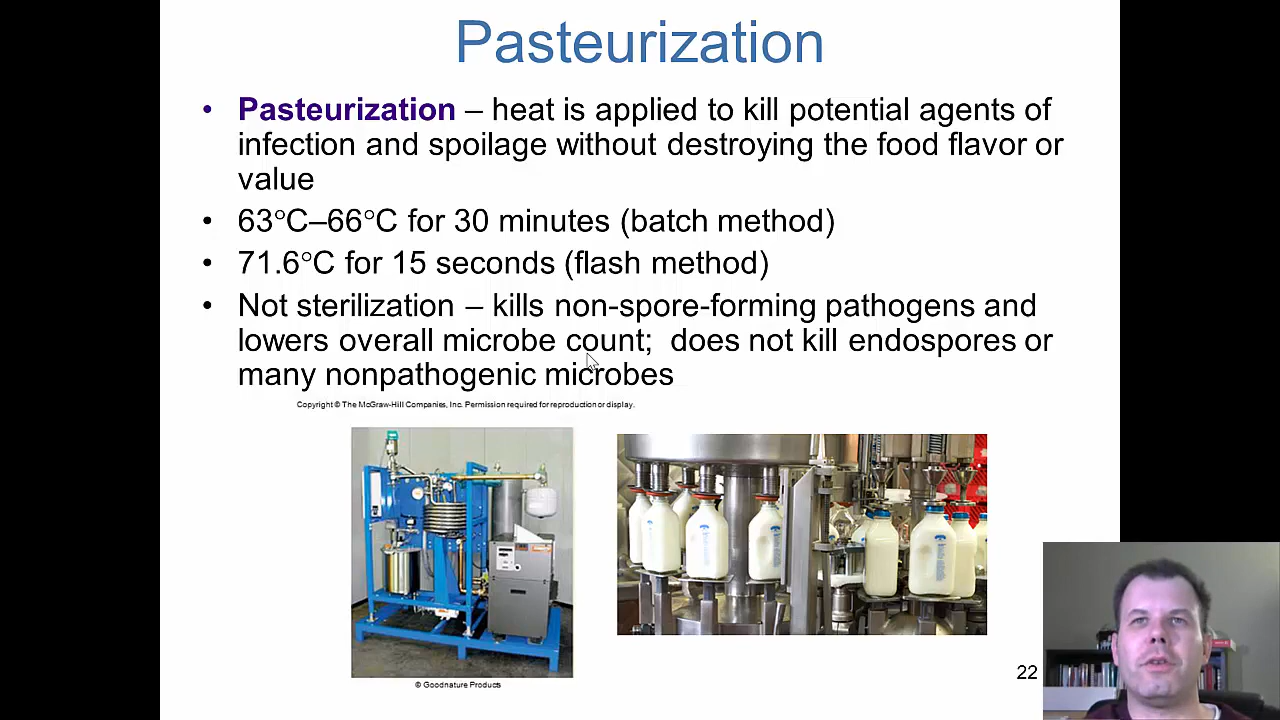 Pasteurization
• Pasteurization – heat is applied to kill potential agents of
infection and spoilage without destroying the food flavor or
value
• 63°C–66°C for 30 minutes (batch method)
• 71.6°C for 15 seconds (flash method)
• Not sterilization – kills non-spore-forming pathogens and
lowers overall microbe count;  does not kill endospores or
many nonpathogenic microbes
Copyright © The McGraw-Hill Companies, Inc. Permission required for reproduction or display.
© Goodnature Products
22